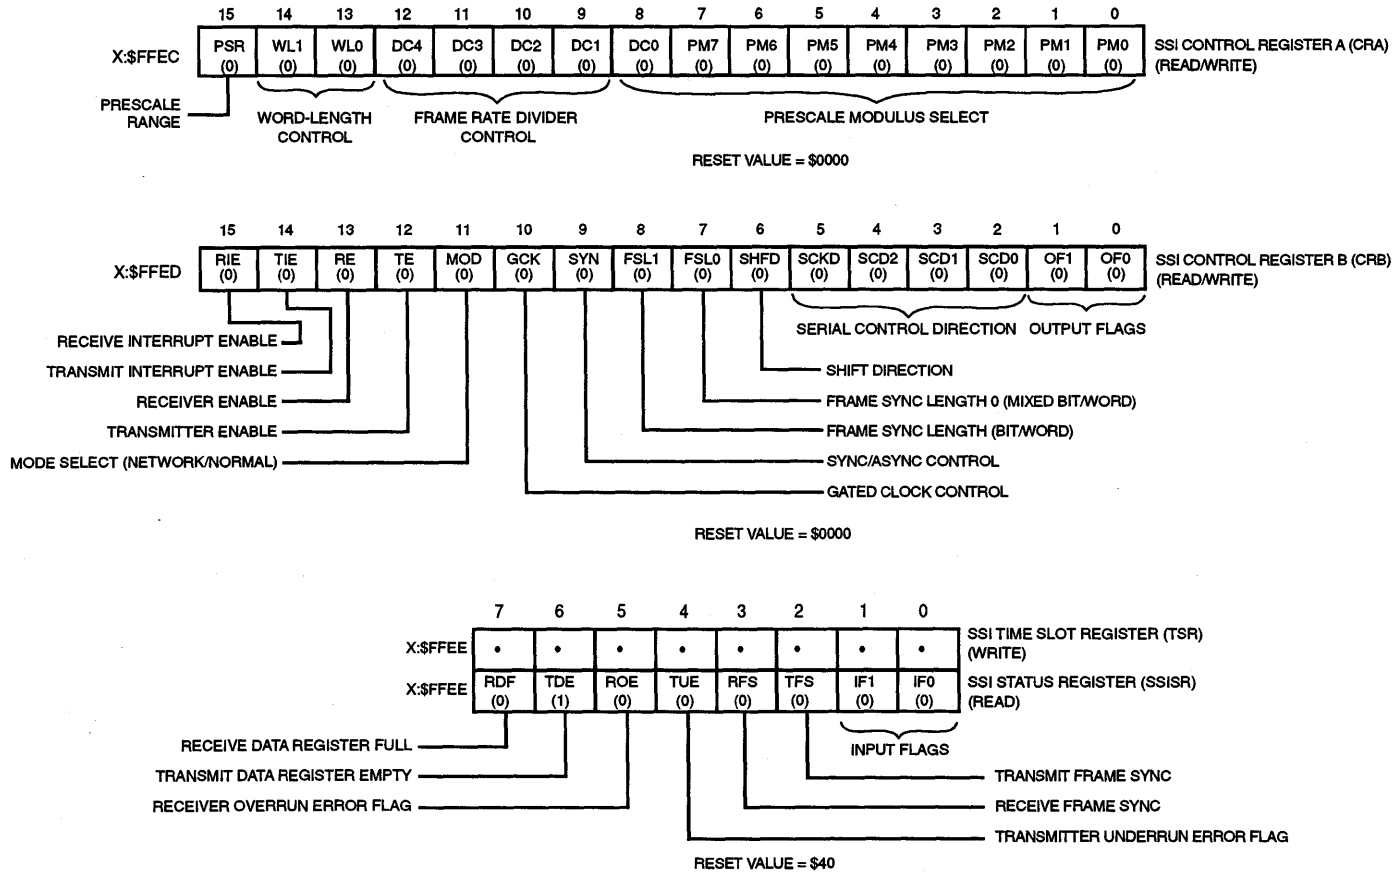 15 14 13 12 11 10 9 8 7 6 5 4 3 2 1 0
X:$FFEC PSR WL1 WL0 DC4 DC3 DC2 DC1 DC0 PM7 PM6 PM5 PM4 PM3 PM2 PM1 PM0 SSI CONTROL REGISTER A (CRA)
(0) (0) (0) (0) (0) (0) (0) (0) (0) (0) (0) (0) (0) (0) (0) (0) (READ/WRITE)
PRESCALE
RANGE
WORD-LENGTH
CONTROL
FRAME RATE DIVIDER
CONTROL
PRESCALE MODULUS SELECT
RESET VALUE = $0000
15 14 13 12 11 10 9 8 7 6 5 4 3 2 1 0
X:$FFED RIE TIE RE TE MOD GCK SYN FSL1 FSL0 SHFD SCKD SCD2 SCD1 SCD0 OF1 OF0 SSI CONTROL REGISTER B (CRB)
(0) (0) (0) (0) (0) (0) (0) (0) (0) (0) (0) (0) (0) (0) (0) (0) (READ/WRITE)
SERIAL CONTROL DIRECTION OUTPUT FLAGS
RECEIVE INTERRUPT ENABLE
TRANSMIT INTERRUPT ENABLE
SHIFT DIRECTION
RECEIVER ENABLE
FRAME SYNC LENGTH 0 (MIXED BIT/WORD)
TRANSMITTER ENABLE
FRAME SYNC LENGTH (BIT/WORD)
MODE SELECT (NETWORK/NORMAL)
SYNC/ASYNC CONTROL
GATED CLOCK CONTROL
RESET VALUE = $0000
7 6 5 4 3 2 1 0
X:$FFEE • • • • • • • • SSI TIME SLOT REGISTER (TSR)
(WRITE)
X:$FFEE RDF TDE ROE TUE RFS TFS IF1 IF0 SSI STATUS REGISTER (SSISR)
(0) (1) (0) (0) (0) (0) (0) (0) (READ)
RECEIVE DATA REGISTER FULL
INPUT FLAGS
TRANSMIT DATA REGISTER EMPTY
TRANSMIT FRAME SYNC
RECEIVER OVERRUN ERROR FLAG
RECEIVE FRAME SYNC
TRANSMITTER UNDERRUN ERROR FLAG
RESET VALUE = $40